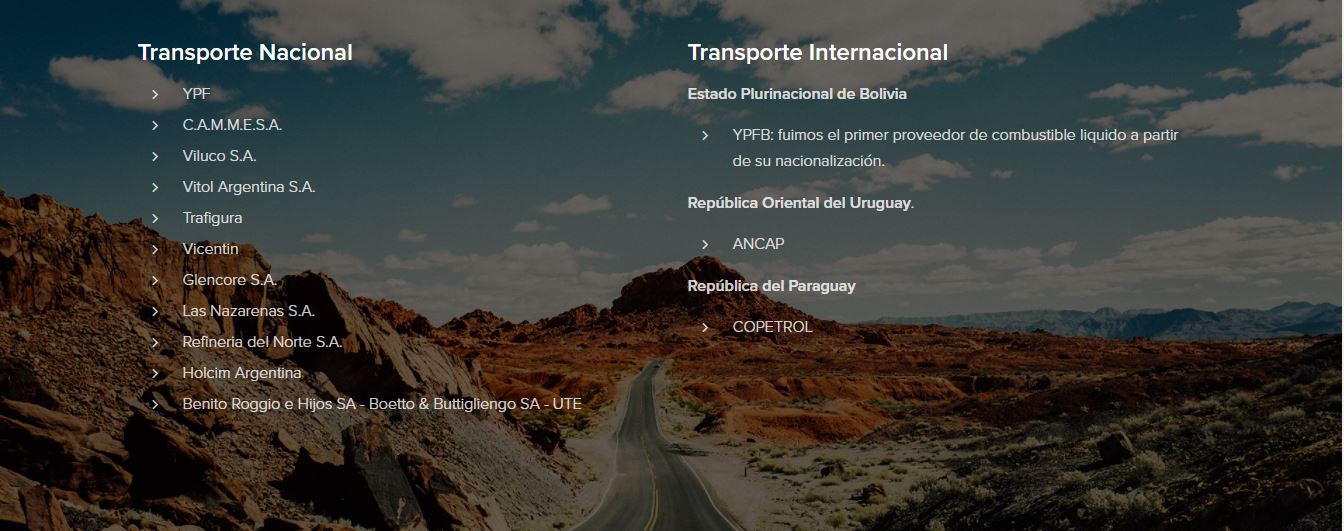 Transporte Nacional
YPF
C.A.M.M.E.S.A.
Viluco S.A.
Vitol Argentina S.A.
Trafigura
Vicentin
Glencore S.A.
Las Nazarenas S.A.
Refineria del Norte S.A.
Holcim Argentina
Benito Roggio e Hijos SA - Boetto & Buttigliengo SA - UTE
Transporte Internacional
Estado Plurinacional de Bolivia
YPFB: fuimos el primer proveedor de combustible liquido a partir
de su nacionalización.
República Oriental del Uruguay.
ANCAP
República del Paraguay
COPETROL